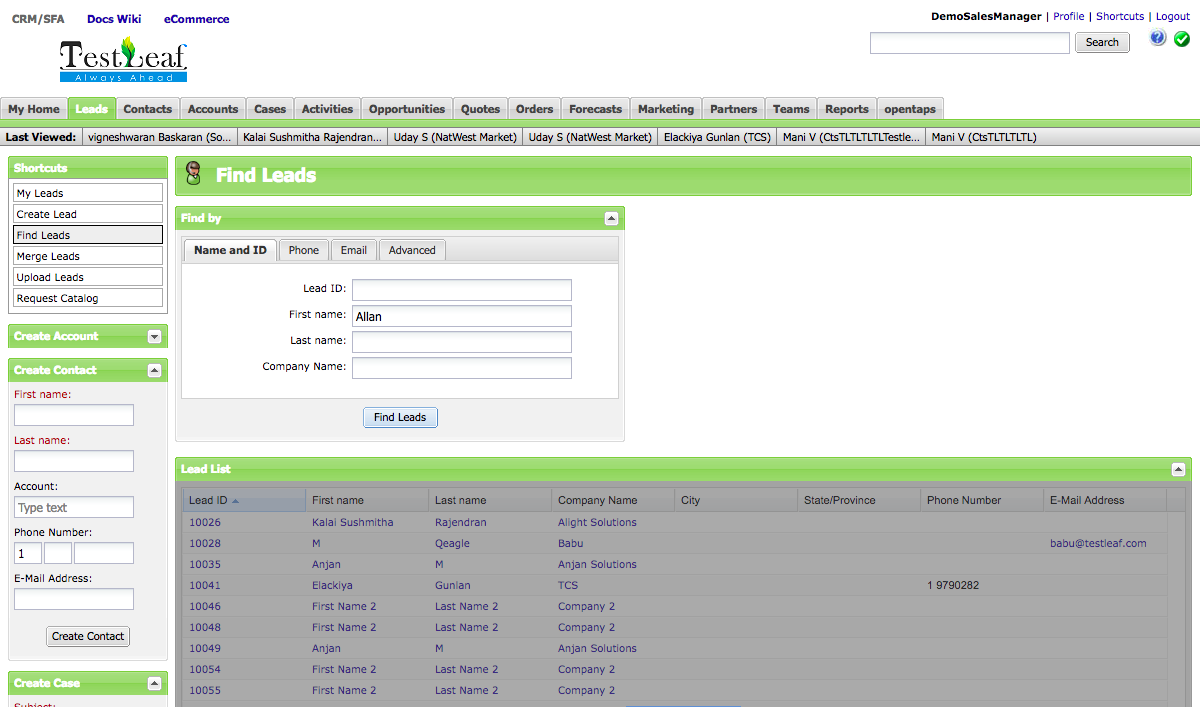 CRM/SFA Docs Wiki eCommerce
DemoSalesManager | Profile | Shortcuts | Logout
TestLeaf
Always Ahead
Search
?
My Home Leads Contacts Accounts Cases Activities Opportunities Quotes Orders Forecasts Marketing Partners Teams Reports opentaps
Last Viewed: vigneshwaran Baskaran (So... Kalai Sushmitha Rajendran... Uday S (NatWest Market) Uday S (NatWest Market) Elackiya Gunlan (TCS) Mani V (CtsTLTLTLTLTestle... Mani V (CtsTLTLTLTL)
Shortcuts
My Leads
Create Lead
Find Leads
Merge Leads
Upload Leads
Request Catalog
Create Account
Create Contact
First name:
Last name:
Account:
Type text
Phone Number:
1
E-Mail Address:
Create Contact
Create Case
Subject:
Find Leads
Find by
Name and ID Phone Email Advanced
Lead ID:
First name: Allan
Last name:
Company Name:
Find Leads
Lead List
Lead ID First name Last name Company Name City State/Province Phone Number E-Mail Address
10026 Kalai Sushmitha Rajendran Alight Solutions
10028 M Qeagle Babu babu@testleaf.com
10035 Anjan M Anjan Solutions
10041 Elackiya Gunlan TCS 1 9790282
10046 First Name 2 Last Name 2 Company 2
10048 First Name 2 Last Name 2 Company 2
10049 Anjan M Anjan Solutions
10054 First Name 2 Last Name 2 Company 2
10055 First Name 2 Last Name 2 Company 2